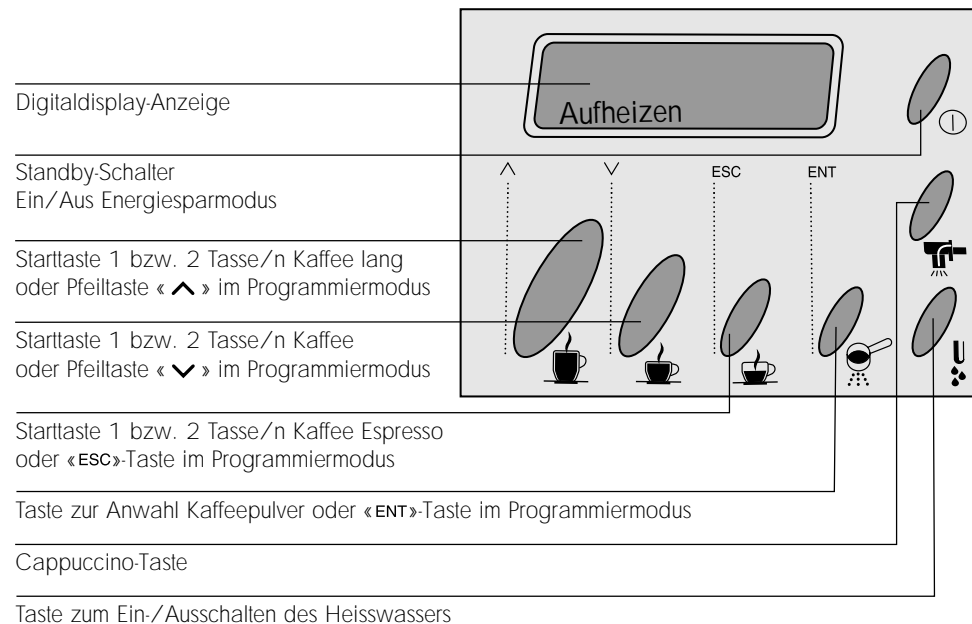 Digitaldisplay-Anzeige
Aufheizen
Standby-Schalter
Ein/Aus Energiesparmodus
ESC
ENT
Starttaste 1 bzw. 2 Tasse/n Kaffee lang
oder Pfeiltaste « ∧ » im Programmiermodus
Starttaste 1 bzw. 2 Tasse/n Kaffee
oder Pfeiltaste « ∨ » im Programmiermodus
Starttaste 1 bzw. 2 Tasse/n Kaffee Espresso
oder «ESC»-Taste im Programmiermodus
Taste zur Anwahl Kaffeepulver oder «ENT»-Taste im Programmiermodus
Cappuccino-Taste
Taste zum Ein-/Ausschalten des Heisswassers